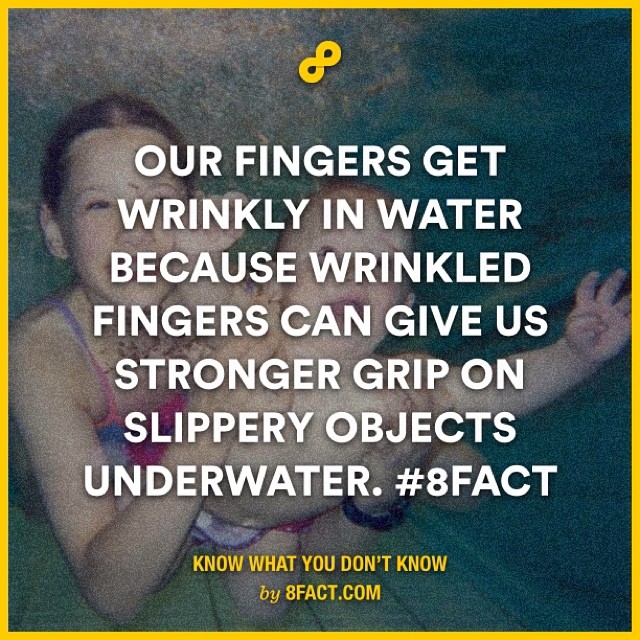 OUR FINGERS GET
WRINKLY IN WATER
BECAUSE WRINKLED
FINGERS CAN GIVE US
STRONGER GRIP ON
SLIPPERY OBJECTS
UNDERWATER. #8FACT
KNOW WHAT YOU DON'T KNOW
by 8FACT.COM